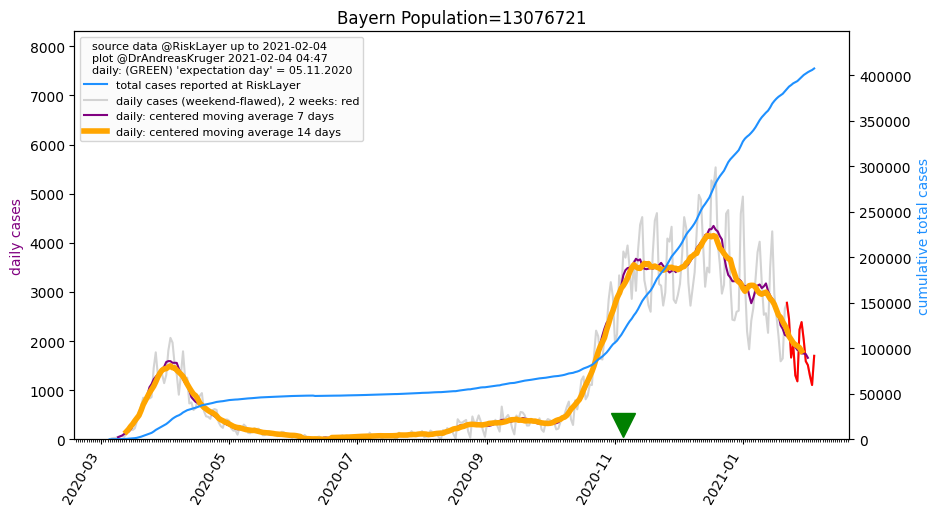 Bayern Population=13076721
source data @RiskLayer up to 2021-02-04
plot @DrAndreasKruger 2021-02-04 04:47
daily: (GREEN) 'expectation day' = 05.11.2020
total cases reported at RiskLayer
daily cases (weekend-flawed), 2 weeks: red
daily: centered moving average 7 days
daily: centered moving average 14 days
daily cases
8000
7000
6000
5000
4000
3000
2000
1000
0
400000
350000
300000
250000
200000
150000
100000
50000
0
cumulative total cases
2020-03
2020-05
2020-07
2020-09
2020-11
2021-01